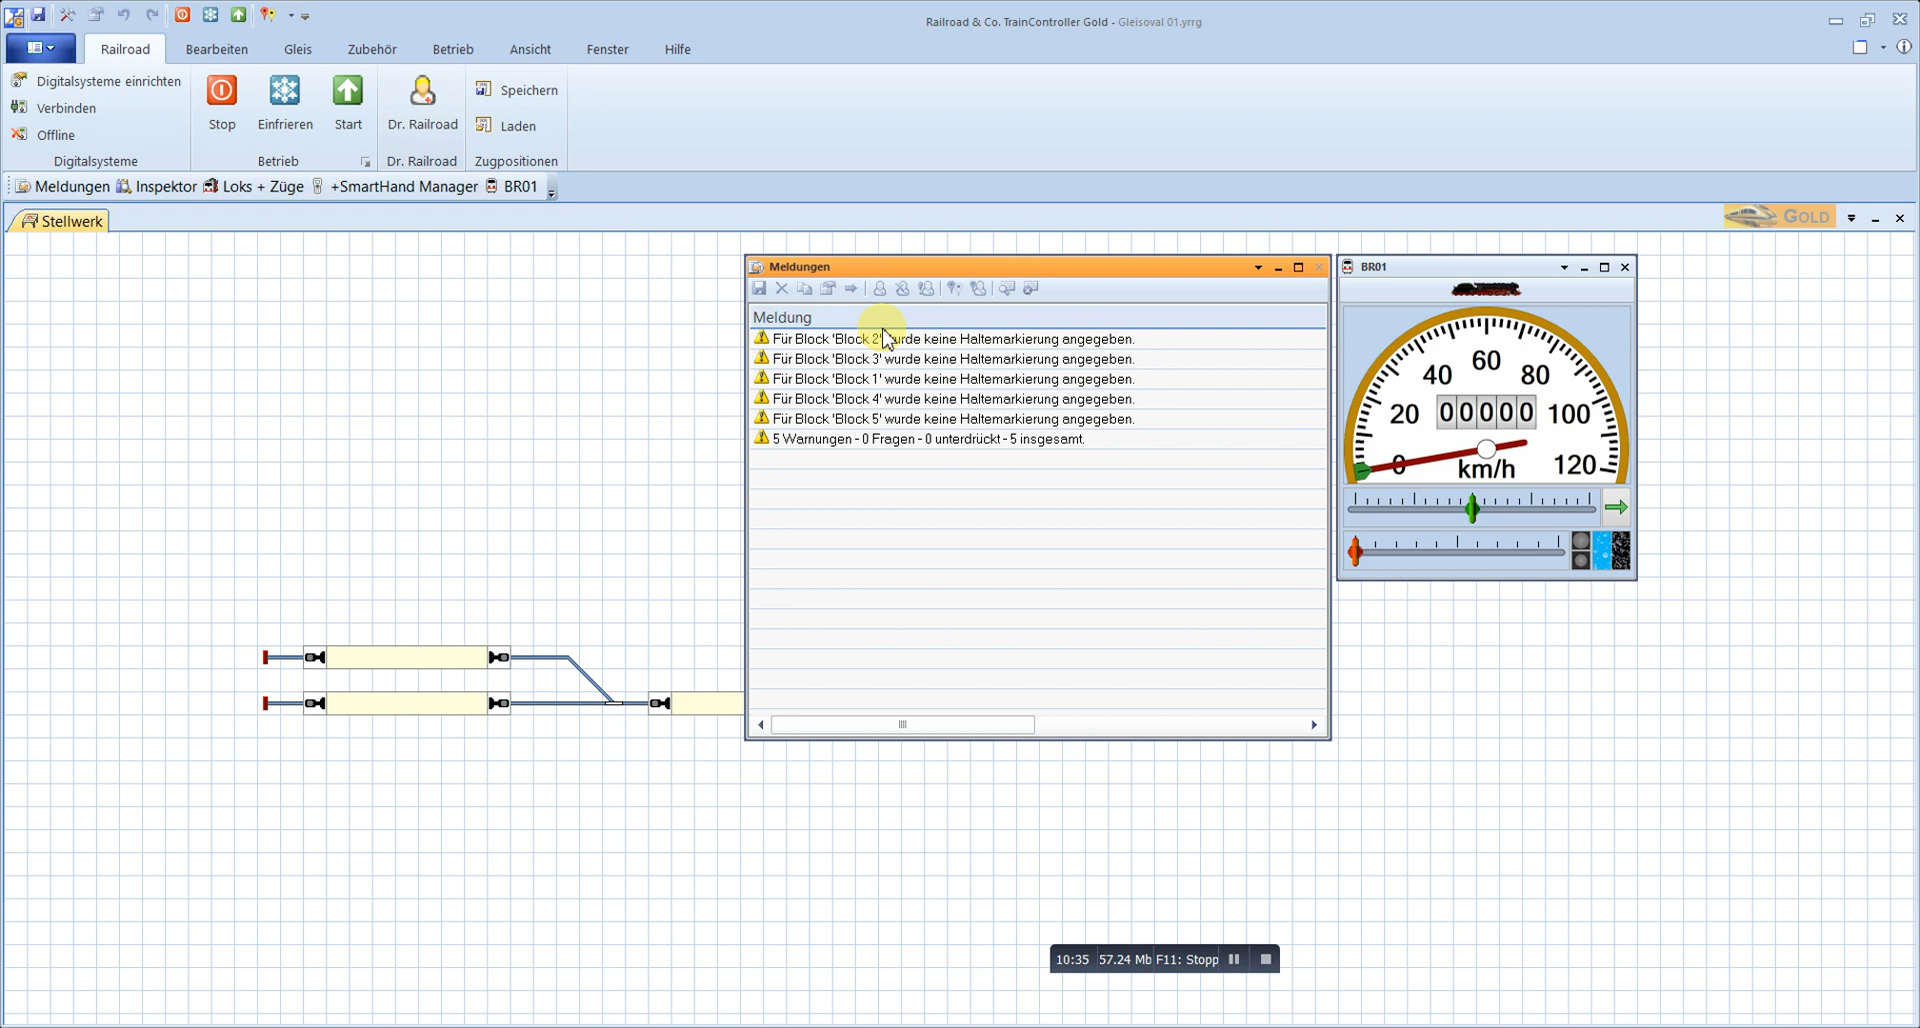 Railroad & Co. TrainController Gold - Gleisoval 01.yrrg
Railroad Bearbeiten Gleis Zubehör Betrieb Ansicht Fenster Hilfe
Digitalsysteme einrichten
Verbinden
Offline
Digitalsysteme
Stop Einfrieren Start
Betrieb
Dr. Railroad
Dr. Railroad
Speichern
Laden
Zugpositionen
Meldungen Inspektor Loks + Züge +SmartHand Manager BR01
Stellwerk
GOLD
Meldungen
Meldung
Für Block 'Block 2' wurde keine Haltemarkierung angegeben.
Für Block 'Block 3' wurde keine Haltemarkierung angegeben.
Für Block 'Block 1' wurde keine Haltemarkierung angegeben.
Für Block 'Block 4' wurde keine Haltemarkierung angegeben.
Für Block 'Block 5' wurde keine Haltemarkierung angegeben.
5 Warnungen - 0 Fragen - 0 unterdrückt - 5 insgesamt.
BR01
0 20 40 60 80 100 120
00000
km/h
10:35 57.24 Mb F11: Stopp